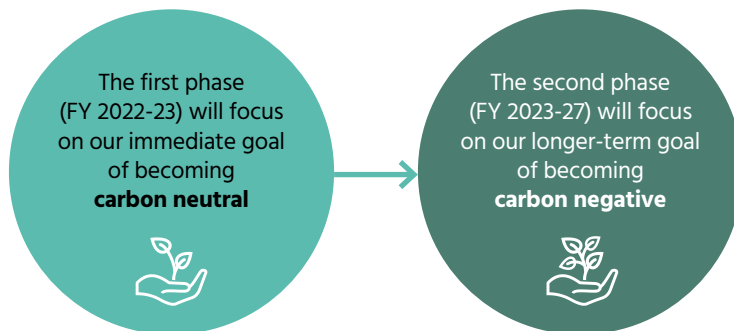 The first phase
(FY 2022-23) will focus
on our immediate goal
of becoming
carbon neutral
The second phase
(FY 2023-27) will focus
on our longer-term goal
of becoming
carbon negative